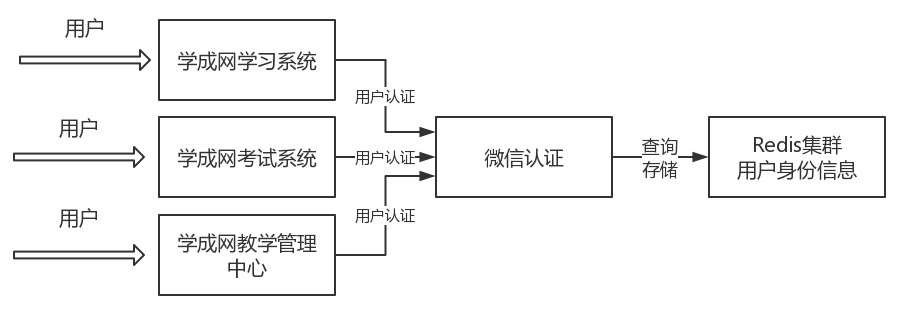 用户
学成网学习系统
用户认证
用户
学成网考试系统
用户认证
微信认证
查询
存储
Redis集群
用户身份信息
用户
学成网教学管理
中心
用户认证